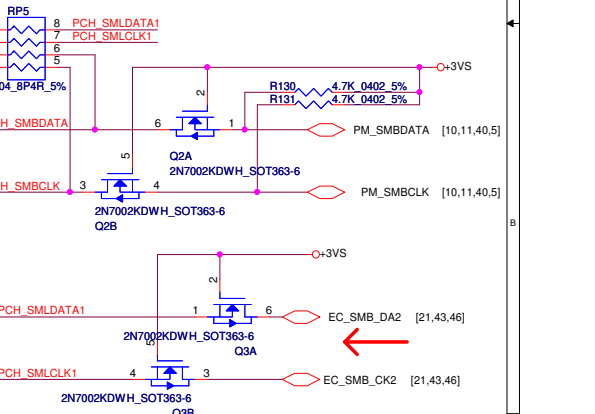 RP5
8 PCH_SMLDATA1
7 PCH_SMLCLK1
6
5
04_8P4R_5%
+3VS
R130 4.7K_0402_5%
R131 4.7K_0402_5%
2
H_SMBDATA 6 1 PM_SMBDATA [10,11,40,5]
Q2A
2N7002KDWH_SOT363-6
5
H_SMBCLK 3 4 PM_SMBCLK [10,11,40,5]
2N7002KDWH_SOT363-6
Q2B
B
+3VS
2
PCH_SMLDATA1 1 6 EC_SMB_DA2 [21,43,46]
2N7002KDWH_SOT363-6
5
Q3A
PCH_SMLCLK1 4 3 EC_SMB_CK2 [21,43,46]
2N7002KDWH_SOT363-6
Q3B